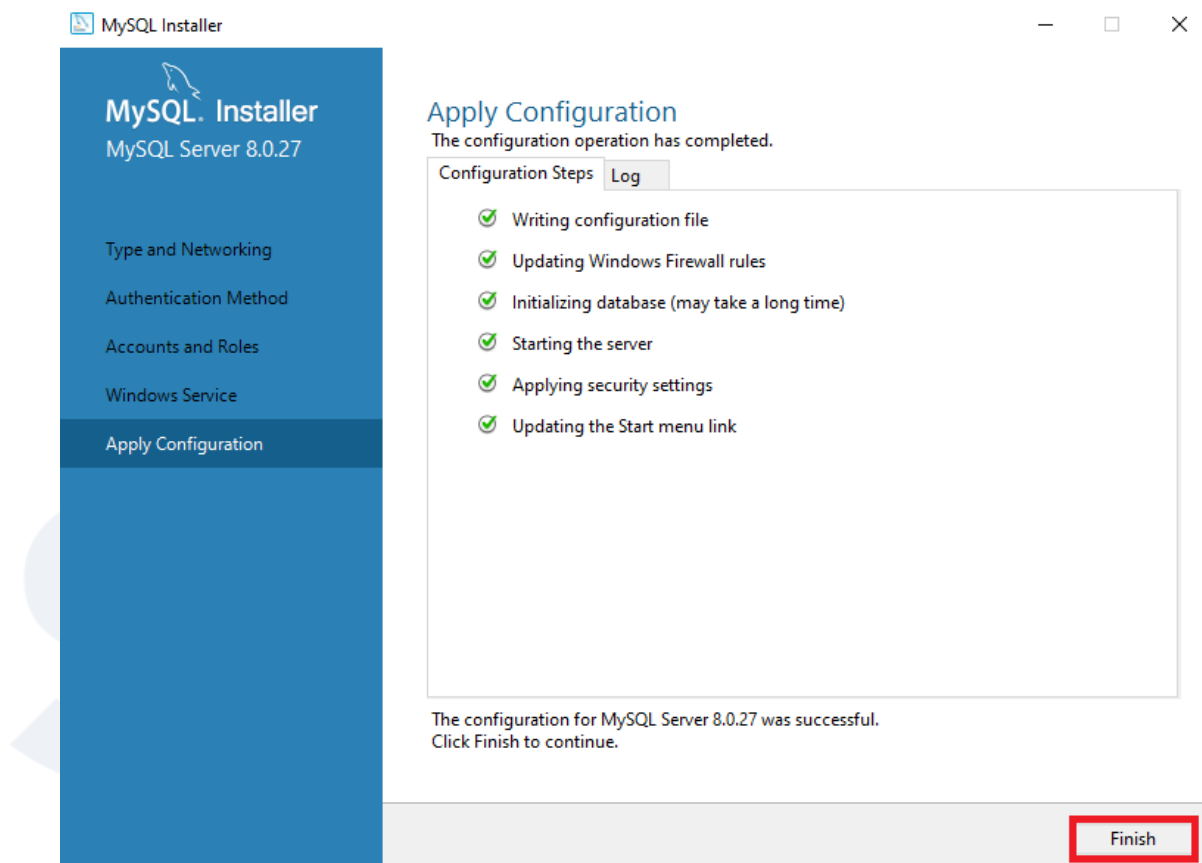 MySQL Installer
MySQL. Installer
MySQL Server 8.0.27
Type and Networking
Authentication Method
Accounts and Roles
Windows Service
Apply Configuration
Apply Configuration
The configuration operation has completed.
Configuration Steps
Log
Writing configuration file
Updating Windows Firewall rules
Initializing database (may take a long time)
Starting the server
Applying security settings
Updating the Start menu link
The configuration for MySQL Server 8.0.27 was successful.
Click Finish to continue.
Finish